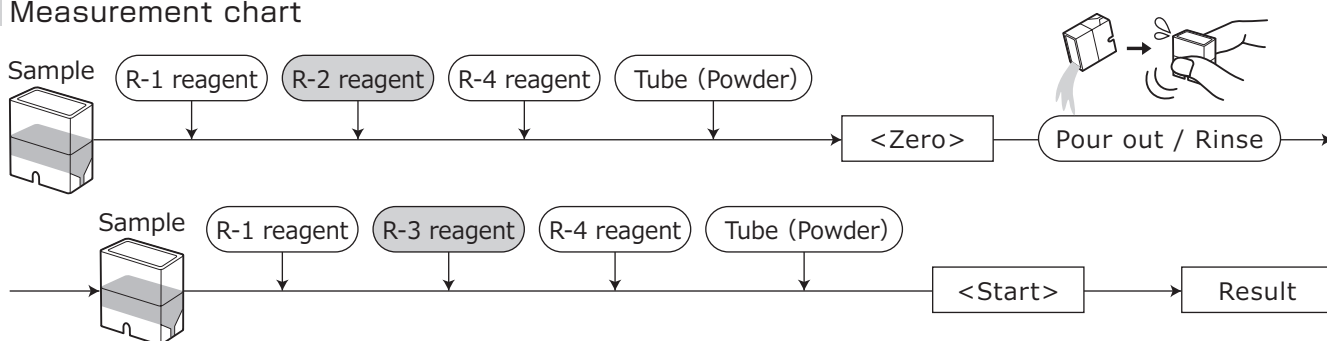 Measurement chart
Sample
R-1 reagent
R-2 reagent
R-4 reagent
Tube (Powder)
<Zero>
Pour out / Rinse
Sample
R-1 reagent
R-3 reagent
R-4 reagent
Tube (Powder)
<Start>
Result